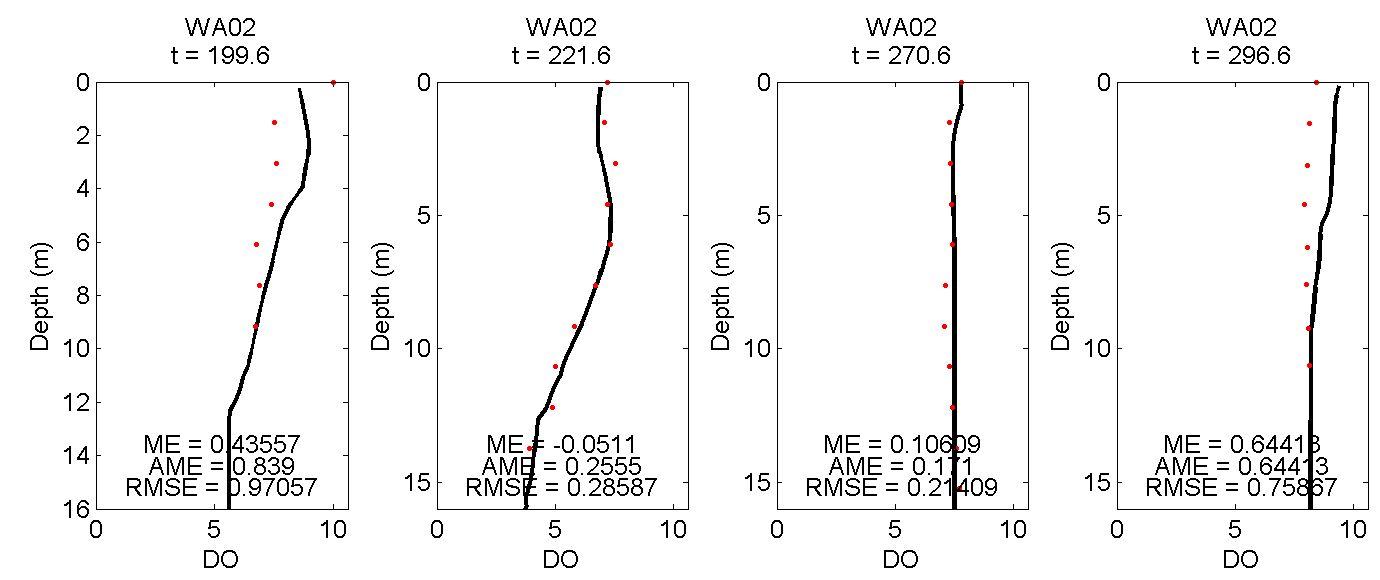 WA02
t = 199.6
0
2
4
6
8
10
12
14
16
Depth (m)
ME = 0.43557
AME = 0.839
RMSE = 0.97057
0
5
10
DO
WA02
t = 221.6
0
5
10
15
Depth (m)
ME = -0.0511
AME = 0.2555
RMSE = 0.28587
0
5
10
DO
WA02
t = 270.6
0
5
10
15
Depth (m)
ME = 0.10609
AME = 0.171
RMSE = 0.21409
0
5
10
DO
WA02
t = 296.6
0
5
10
15
Depth (m)
ME = 0.64413
AME = 0.64413
RMSE = 0.75867
0
5
10
DO